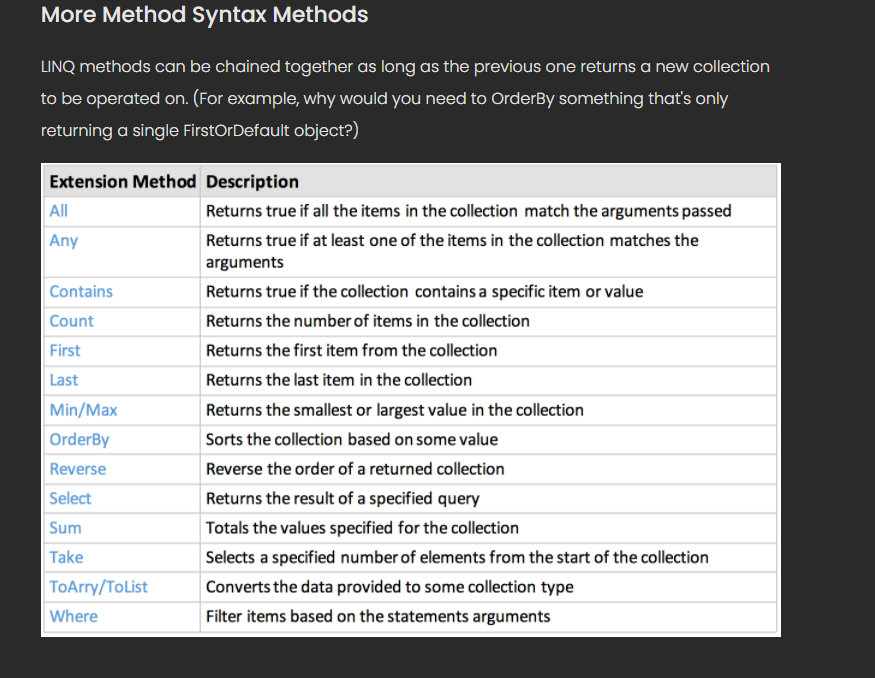 More Method Syntax Methods
LINQ methods can be chained together as long as the previous one returns a new collection
to be operated on. (For example, why would you need to OrderBy something that's only
returning a single FirstOrDefault object?)
Extension Method Description
All Returns true if all the items in the collection match the arguments passed
Any Returns true if at least one of the items in the collection matches the
arguments
Contains Returns true if the collection contains a specific item or value
Count Returns the number of items in the collection
First Returns the first item from the collection
Last Returns the last item in the collection
Min/Max Returns the smallest or largest value in the collection
OrderBy Sorts the collection based on some value
Reverse Reverse the order of a returned collection
Select Returns the result of a specified query
Sum Totals the values specified for the collection
Take Selects a specified number of elements from the start of the collection
ToArry/ToList Converts the data provided to some collection type
Where Filter items based on the statements arguments